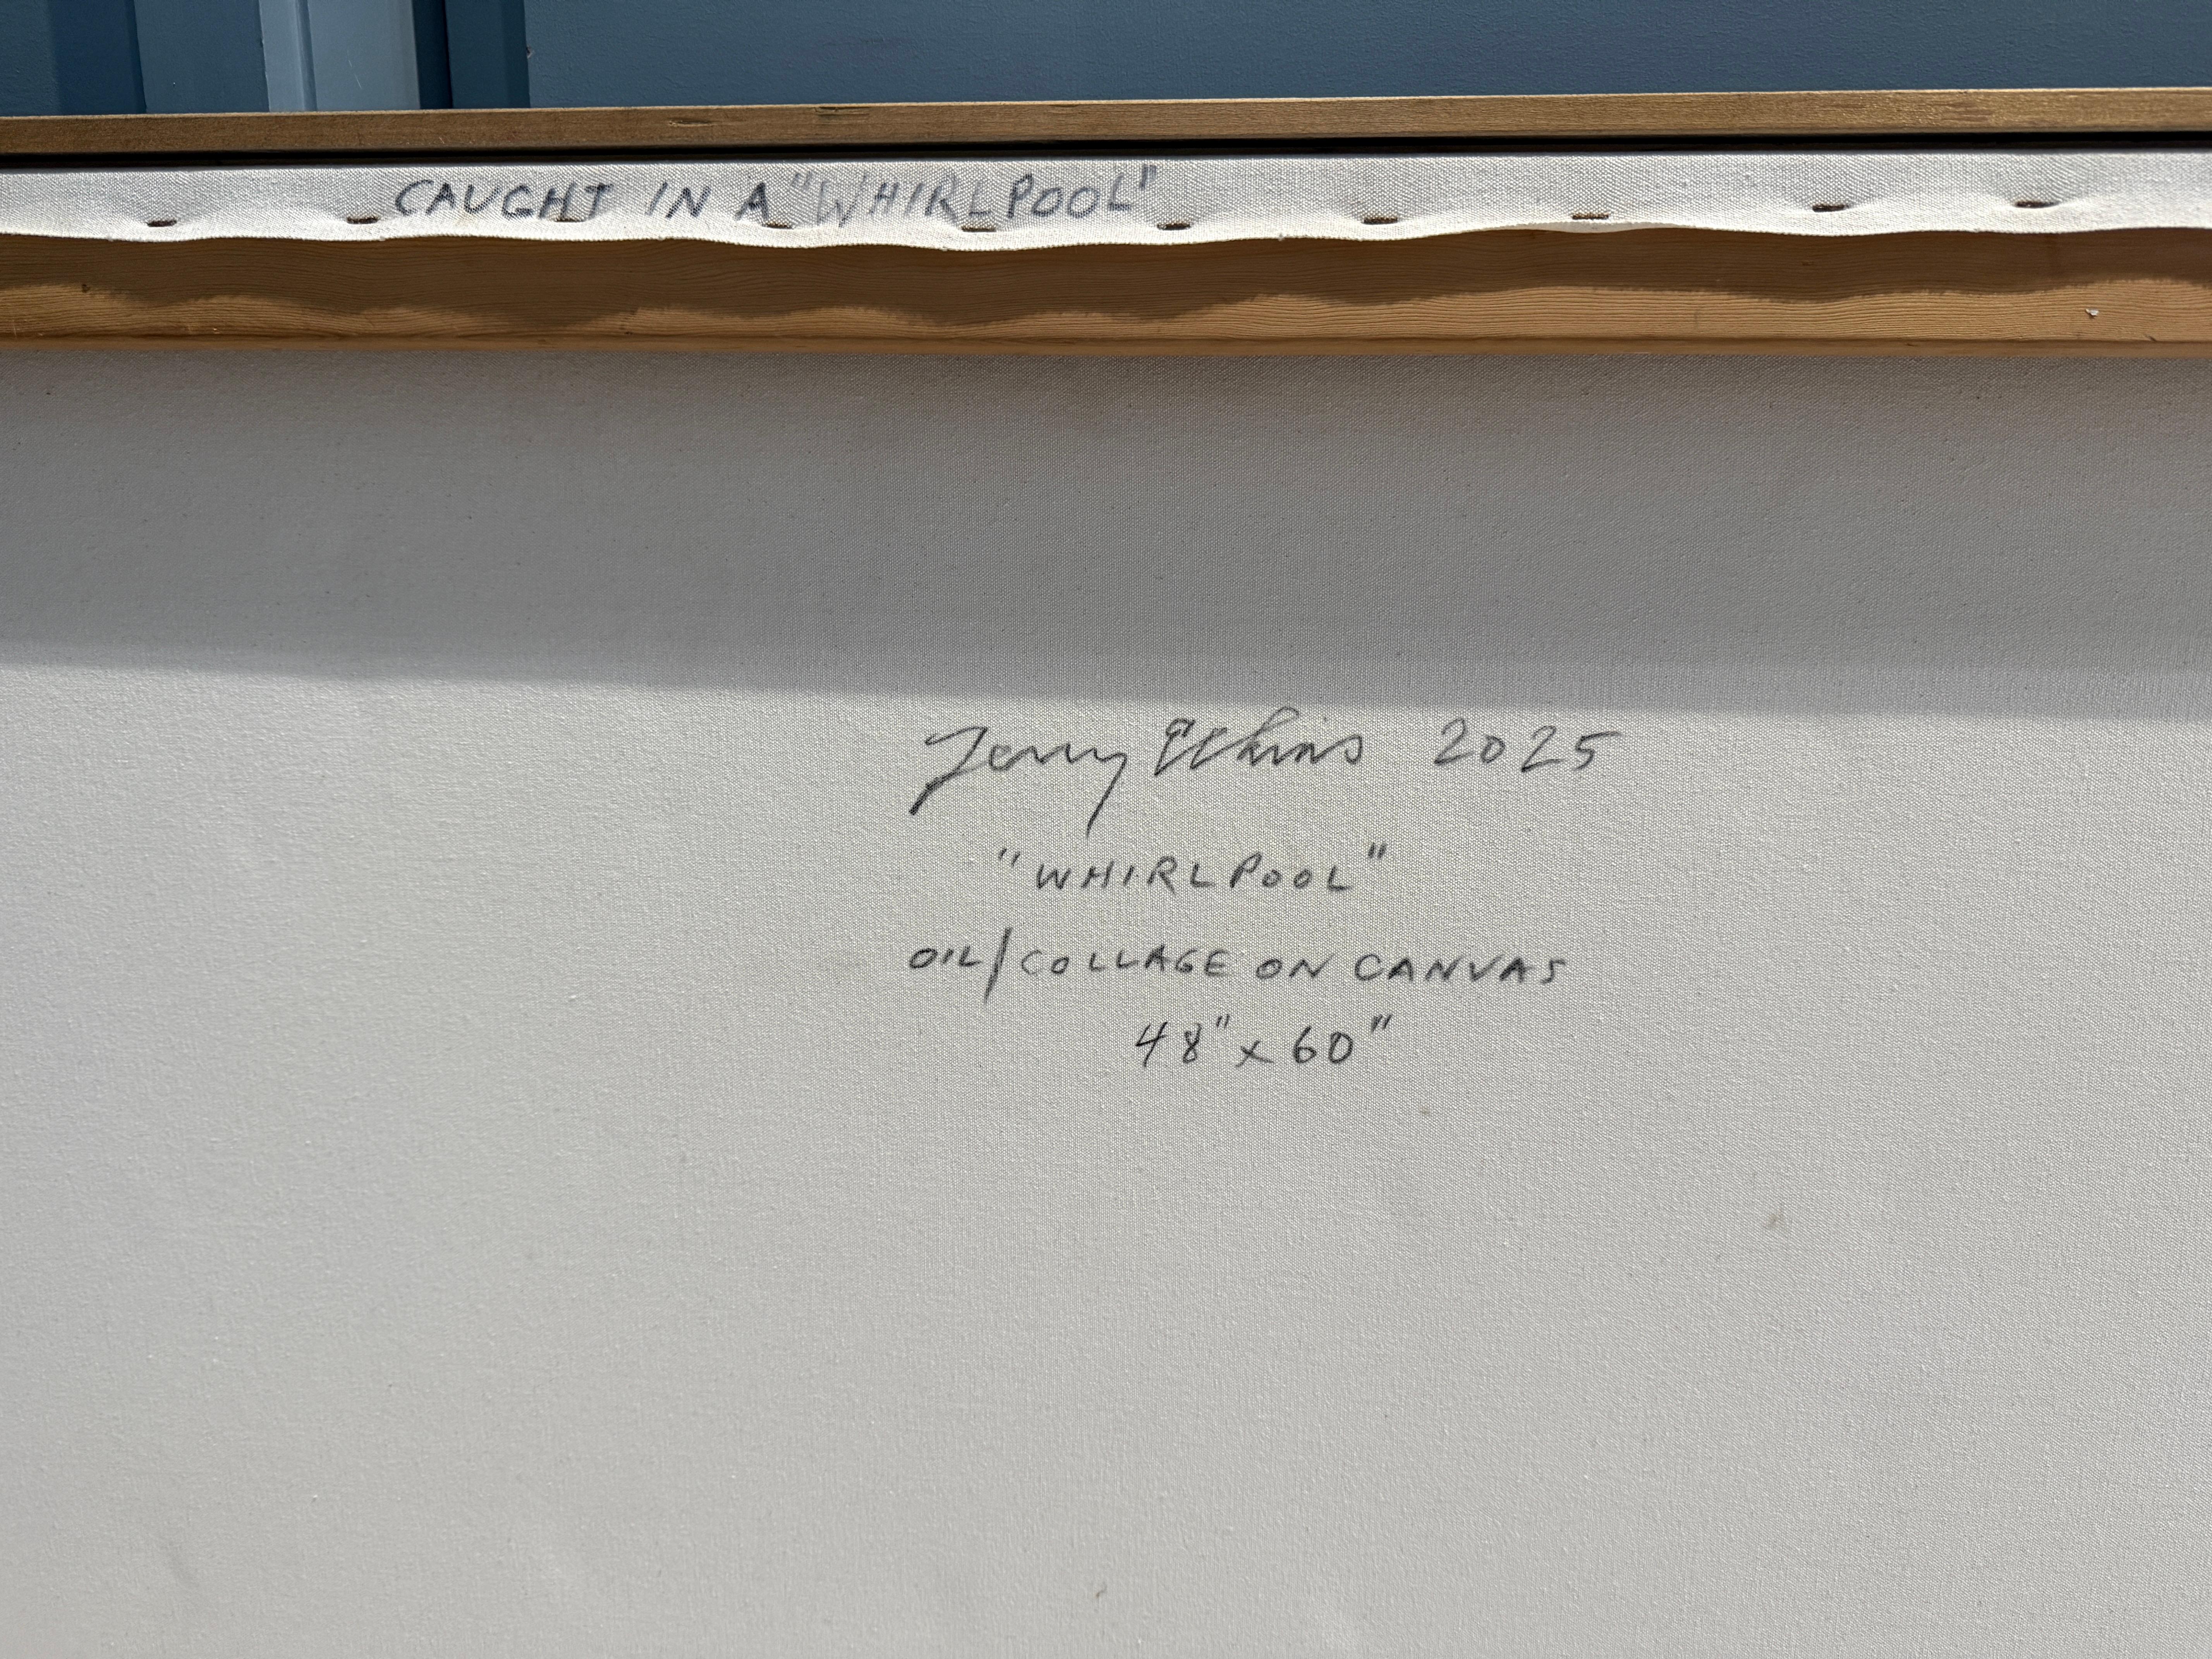 CAUGHT IN A "WHIRLPOOL"
Jerry Elkins 2025
"WHIRLPOOL"
OIL/COLLAGE ON CANVAS
48" x 60"